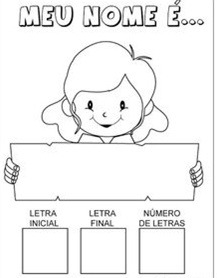 MEU NOME É...
LETRA INICIAL
LETRA FINAL
NÚMERO DE LETRAS